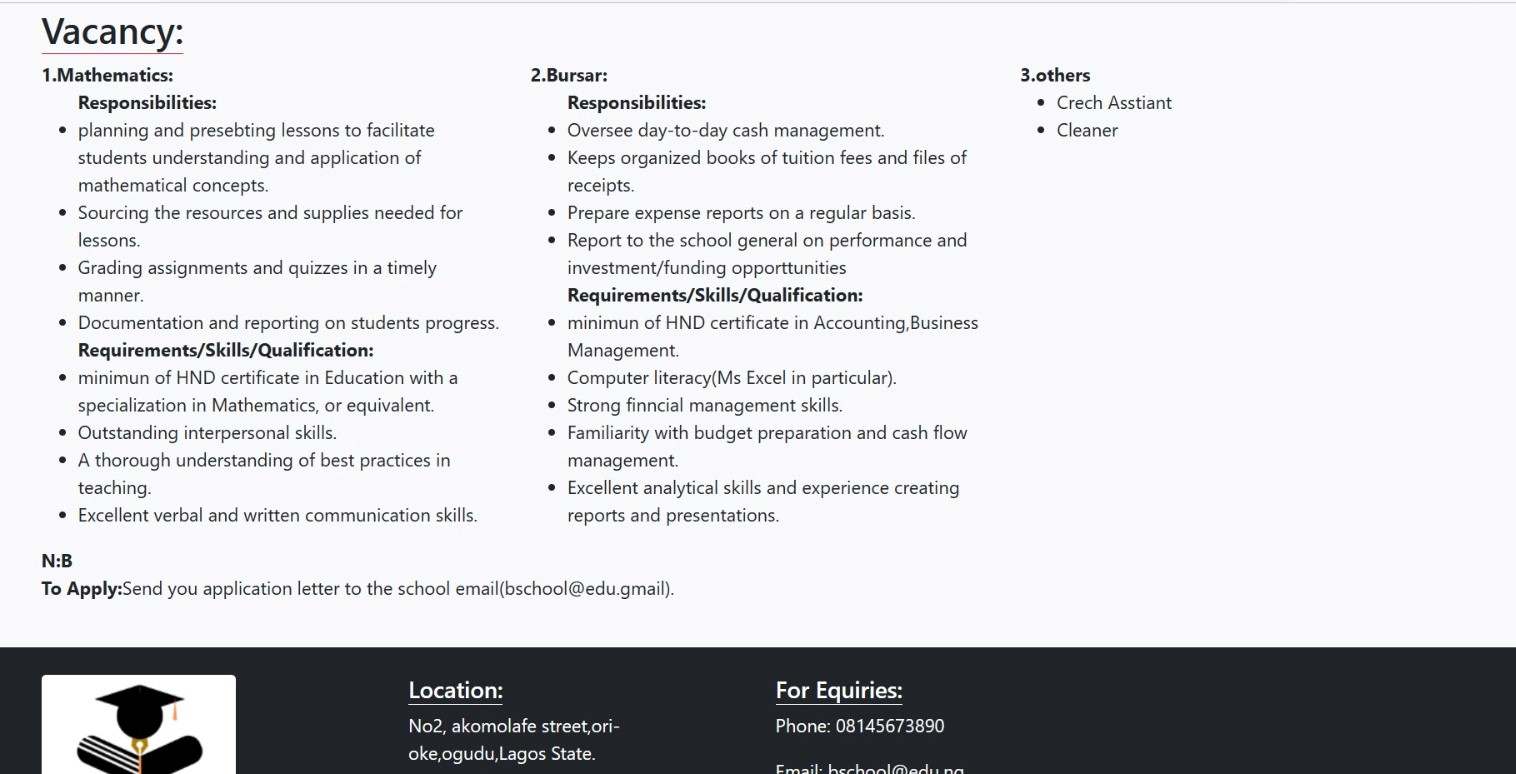 Vacancy:
1.Mathematics:
Responsibilities:
planning and presebting lessons to facilitate
students understanding and application of
mathematical concepts.
Sourcing the resources and supplies needed for
lessons.
Grading assignments and quizzes in a timely
manner.
Documentation and reporting on students progress.
Requirements/Skills/Qualification:
minimun of HND certificate in Education with a
specialization in Mathematics, or equivalent.
Outstanding interpersonal skills.
A thorough understanding of best practices in
teaching.
Excellent verbal and written communication skills.
2.Bursar:
Responsibilities:
Oversee day-to-day cash management.
Keeps organized books of tuition fees and files of
receipts.
Prepare expense reports on a regular basis.
Report to the school general on performance and
investment/funding opporttunities
Requirements/Skills/Qualification:
minimun of HND certificate in Accounting,Business
Management.
Computer literacy(Ms Excel in particular).
Strong finncial management skills.
Familiarity with budget preparation and cash flow
management.
Excellent analytical skills and experience creating
reports and presentations.
3.others
Crech Asstiant
Cleaner
N:B
To Apply:Send you application letter to the school email(bschool@edu.gmail).
Location:
No2, akomolafe street,ori-
oke,ogudu,Lagos State.
For Equiries:
Phone: 08145673890
Email: bschool@edu.ng